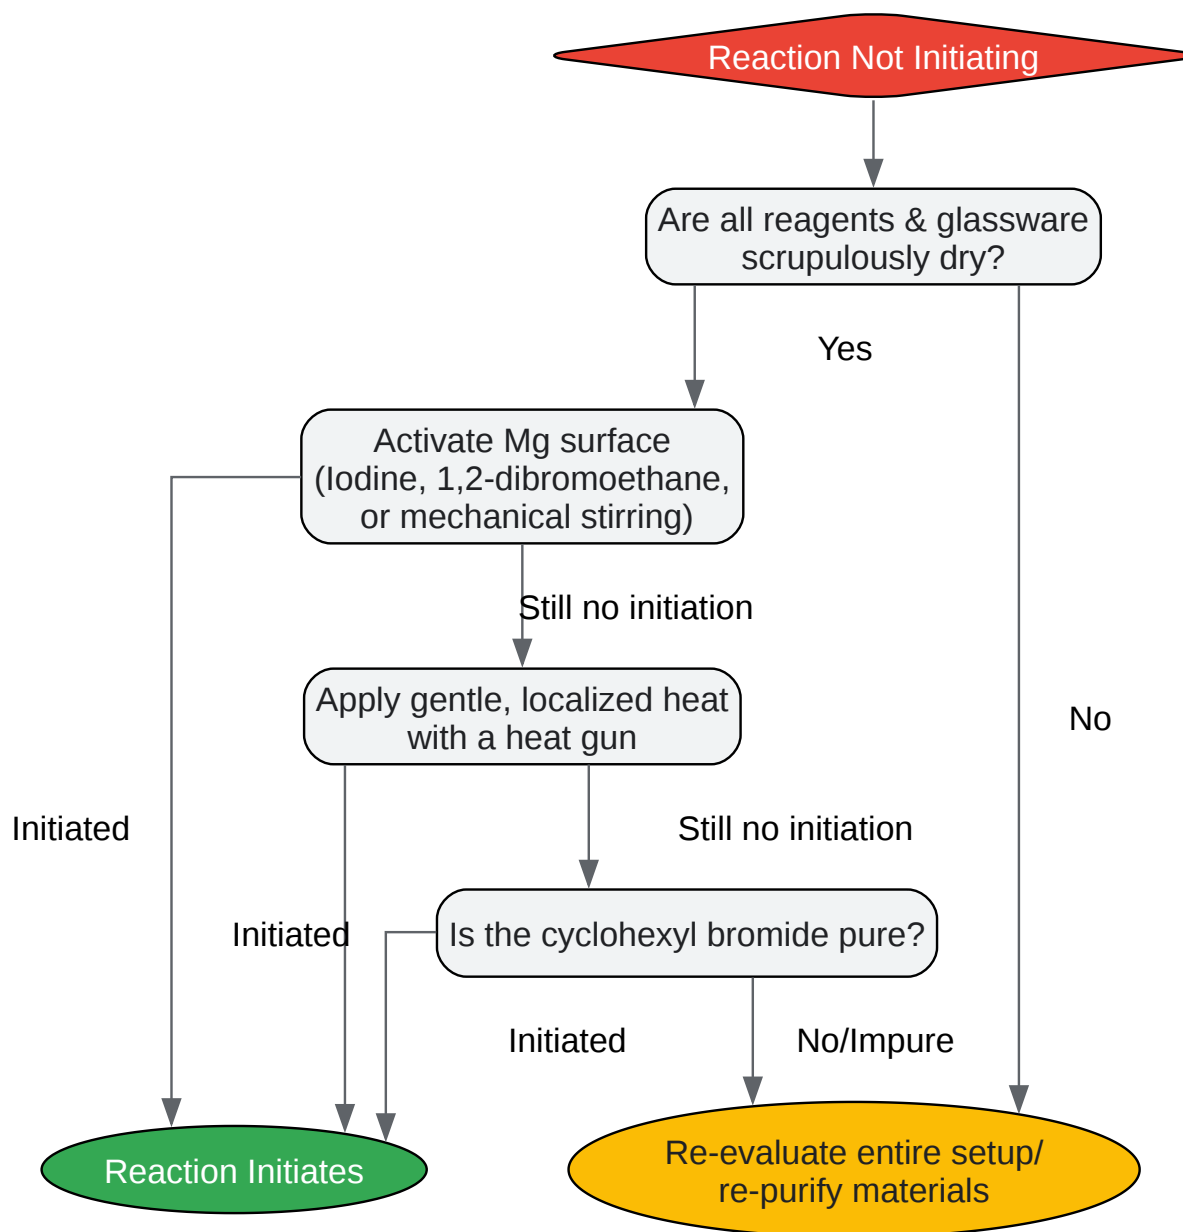 Reaction Not Initiating
Are all reagents & glassware
scrupulously dry?
Yes
Activate Mg surface
(Iodine, 1,2-dibromoethane,
or mechanical stirring)
Still no initiation
Apply gentle, localized heat
with a heat gun
No
Initiated
Still no initiation
Initiated
Is the cyclohexyl bromide pure?
Initiated
No/Impure
Reaction Initiates
Re-evaluate entire setup/
re-purify materials